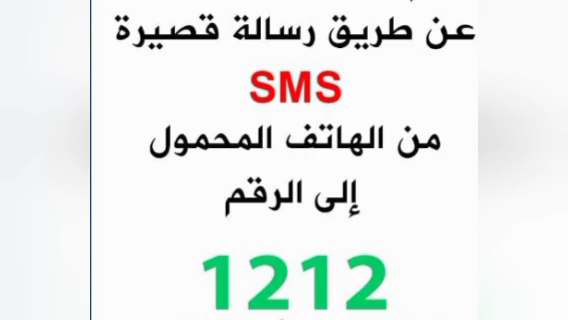 عن طريق رسالة قصيرة
SMS
من الهاتف المحمول
إلى الرقم
1212